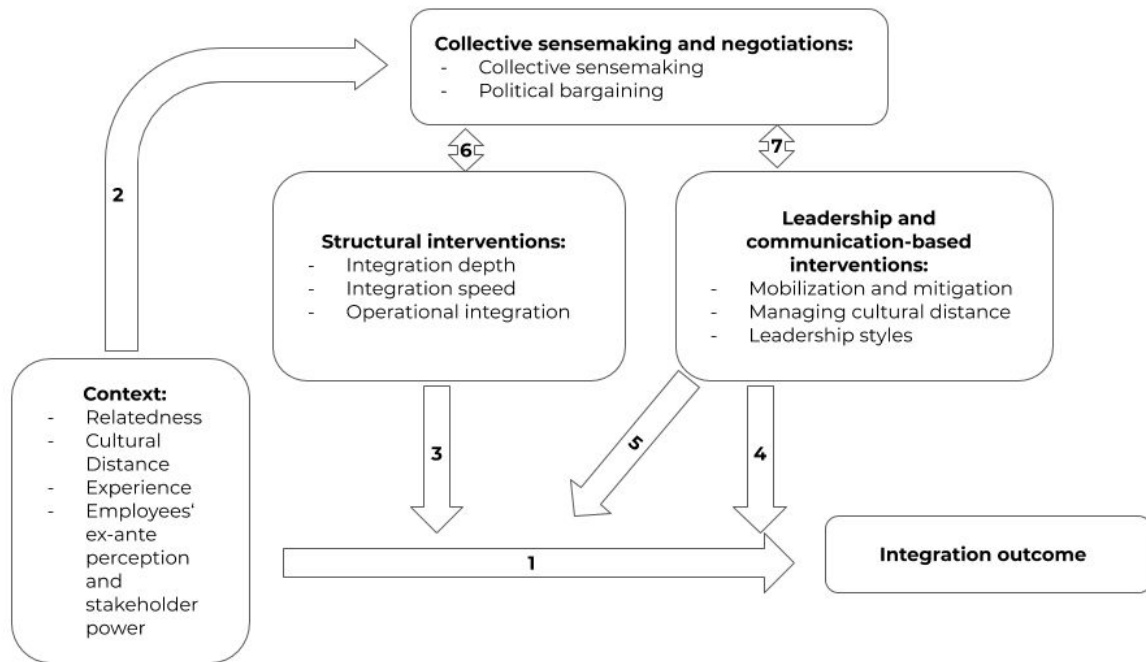 Collective sensemaking and negotiations:
- Collective sensemaking
- Political bargaining
6
7
2
Structural interventions:
- Integration depth
- Integration speed
- Operational integration
Leadership and
communication-based
interventions:
- Mobilization and mitigation
- Managing cultural distance
- Leadership styles
Context:
- Relatedness
- Cultural
Distance
- Experience
- Employees‘
ex-ante
perception
and
stakeholder
power
3
5
4
1
Integration outcome